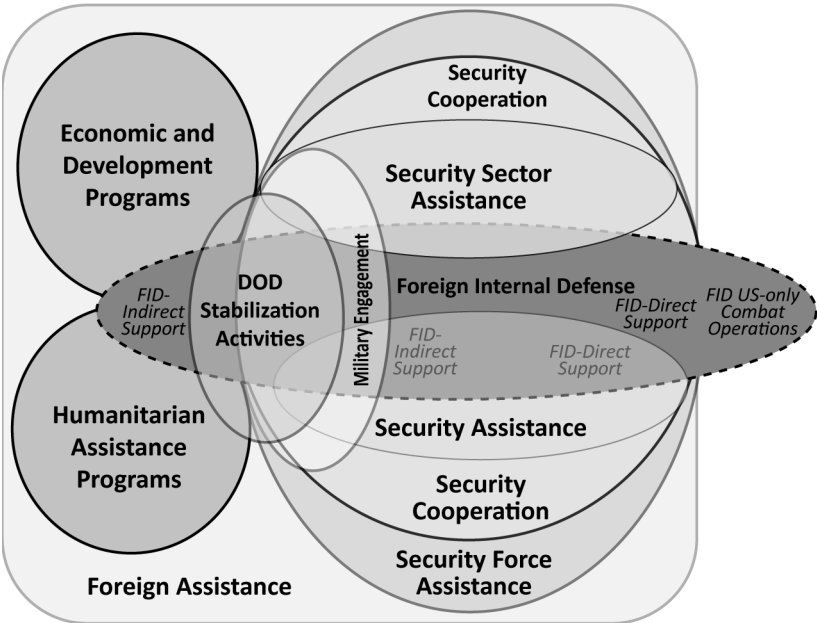 Security
Cooperation
Economic and
Development
Programs
Security Sector
Assistance
FID-
Indirect
Support
DOD
Stabilization
Activities
Military Engagement
Foreign Internal Defense
FID-Direct
Support
FID US-only
Combat
Operations
FID-
Indirect
Support
FID-Direct
Support
Humanitarian
Assistance
Programs
Security Assistance
Security
Cooperation
Security Force
Assistance
Foreign Assistance